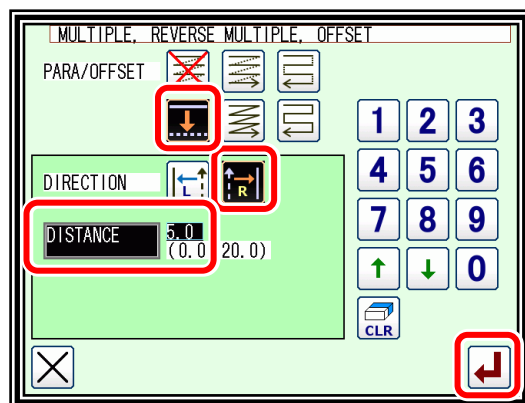 MULTIPLE, REVERSE MULTIPLE, OFFSET
PARA/OFFSET
1 2 3
DIRECTION L R
4 5 6
DISTANCE 5.0
7 8 9
(0.0 20.0)
0
CLR